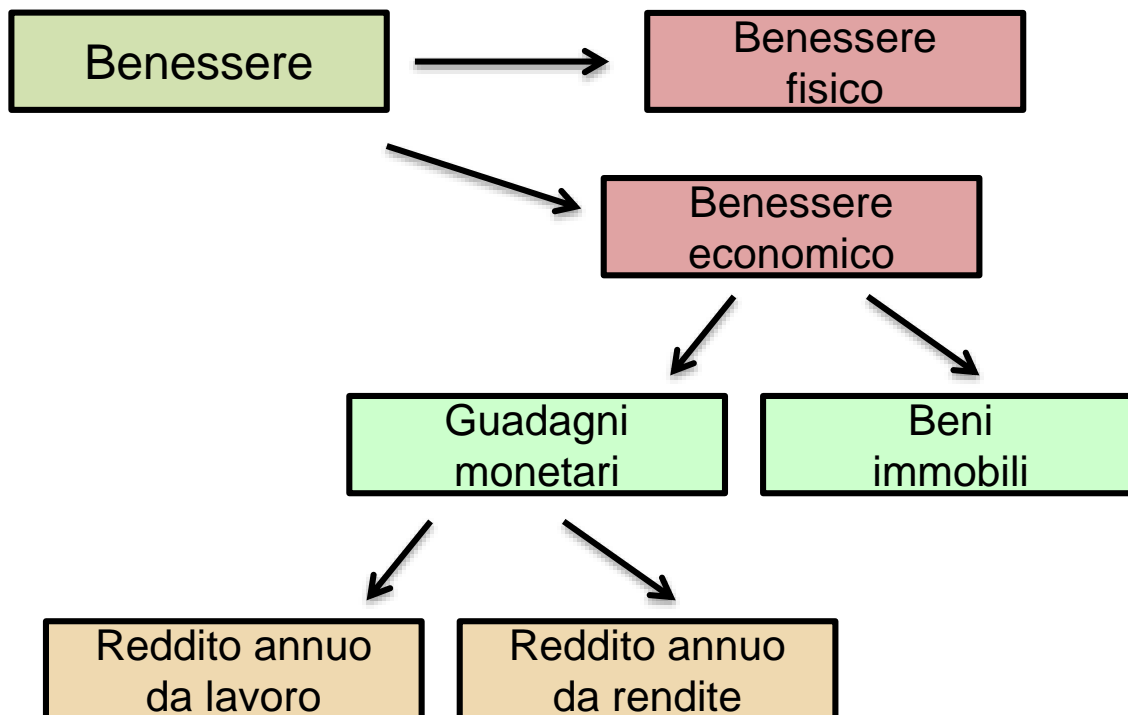 Benessere
Benessere
fisico
Benessere
economico
Guadagni
monetari
Beni
immobili
Reddito annuo
da lavoro
Reddito annuo
da rendite